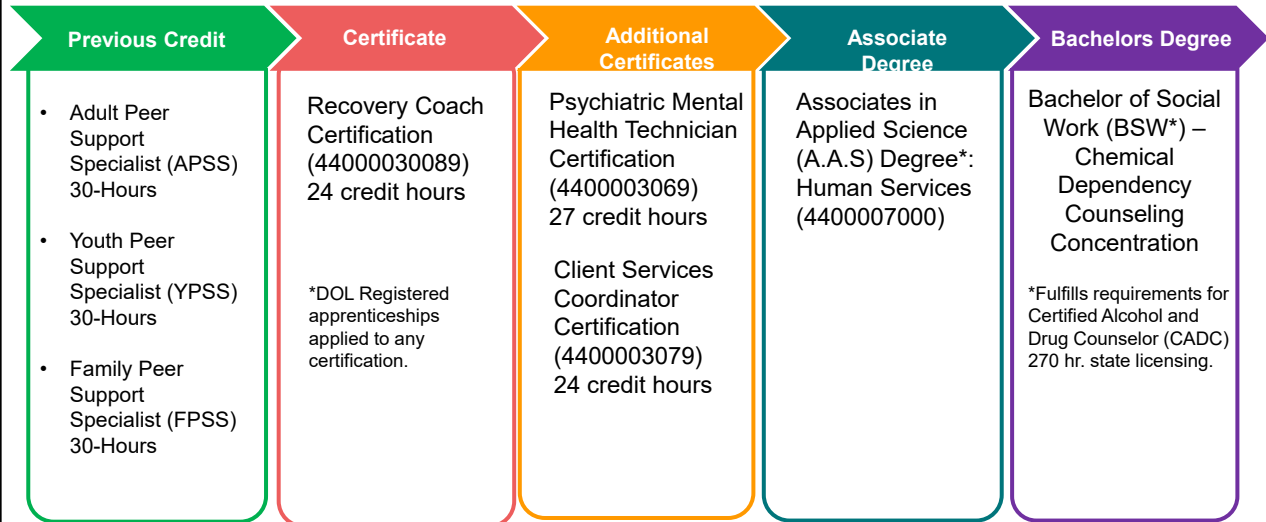 Previous Credit
• Adult Peer
Support
Specialist (APSS)
30-Hours
• Youth Peer
Support
Specialist (YPSS)
30-Hours
• Family Peer
Support
Specialist (FPSS)
30-Hours
Certificate
Recovery Coach
Certification
(44000030089)
24 credit hours
*DOL Registered
apprenticeships
applied to any
certification.
Additional
Certificates
Psychiatric Mental
Health Technician
Certification
(4400003069)
27 credit hours
Client Services
Coordinator
Certification
(4400003079)
24 credit hours
Associate
Degree
Associates in
Applied Science
(A.A.S) Degree*:
Human Services
(4400007000)
Bachelors Degree
Bachelor of Social
Work (BSW*) –
Chemical
Dependency
Counseling
Concentration
*Fulfills requirements for
Certified Alcohol and
Drug Counselor (CADC)
270 hr. state licensing.